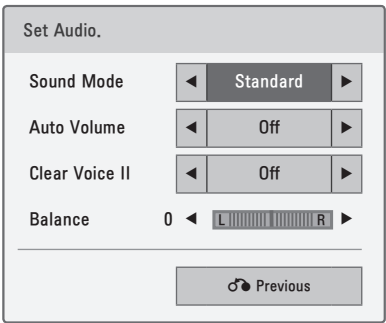 Set Audio.
Sound Mode ◀ Standard ▶
Auto Volume ◀ Off ▶
Clear Voice II ◀ Off ▶
Balance 0 ◀ L R ▶
Previous